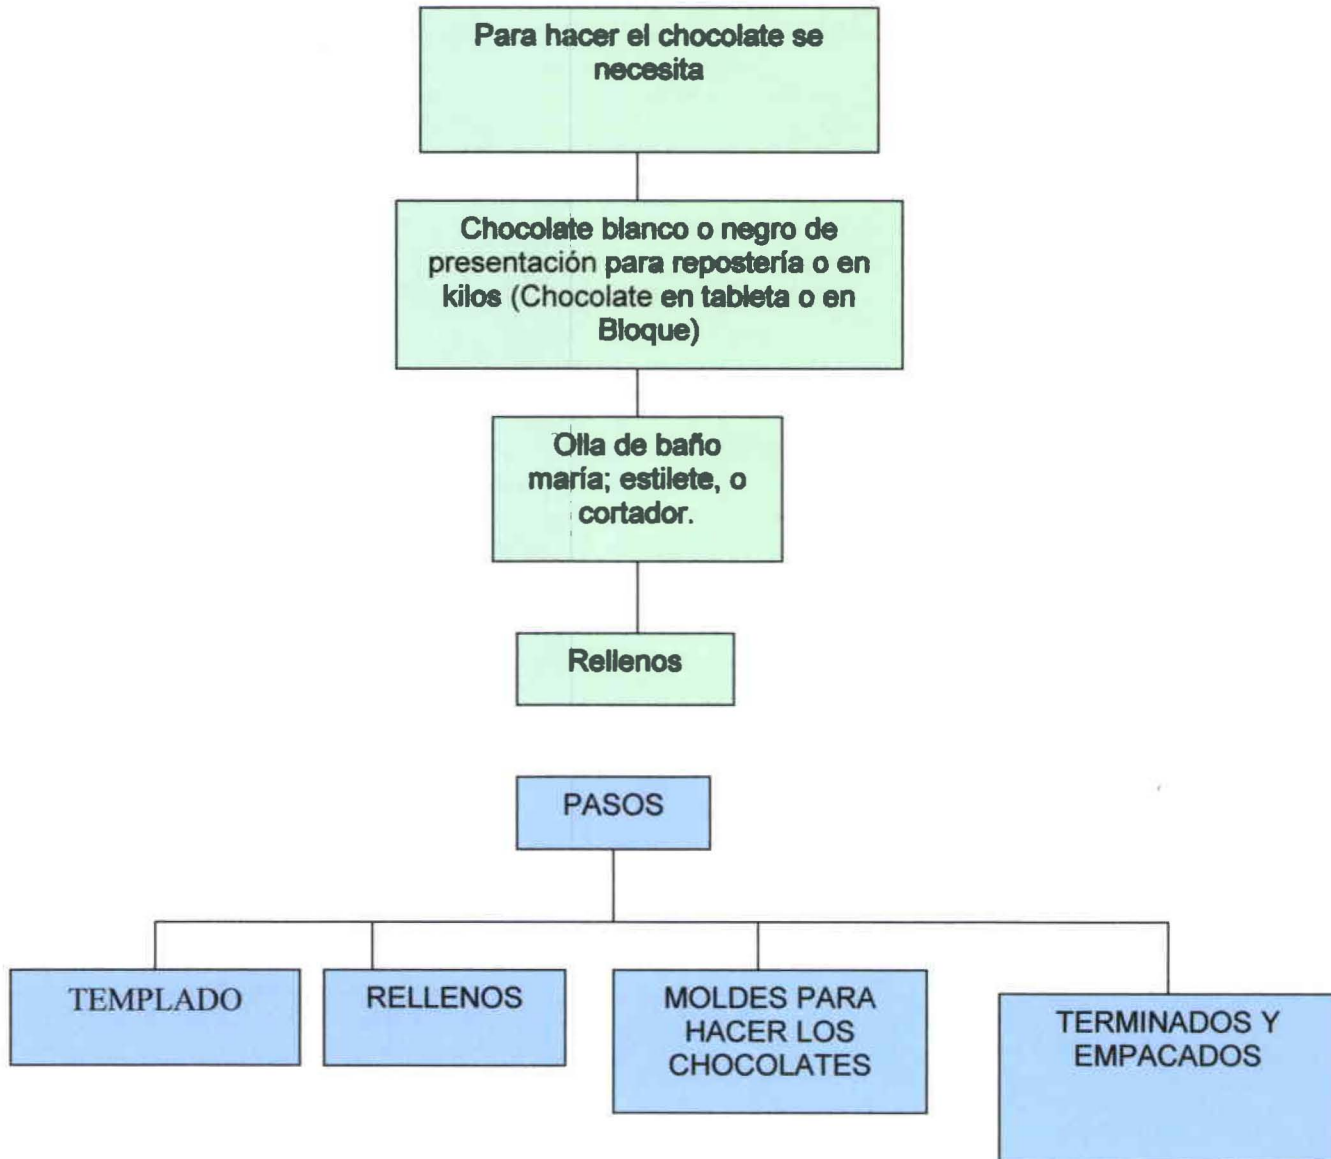 Para hacer el chocolate se
necesita
Chocolate blanco o negro de
presentación para repostería o en
kilos (Chocolate en tableta o en
Bloque)
Olla de baño
maría; estilete, o
cortador.
Rellenos
PASOS
TEMPLADO
RELLENOS
MOLDES PARA
HACER LOS
CHOCOLATES
TERMINADOS Y
EMPACADOS